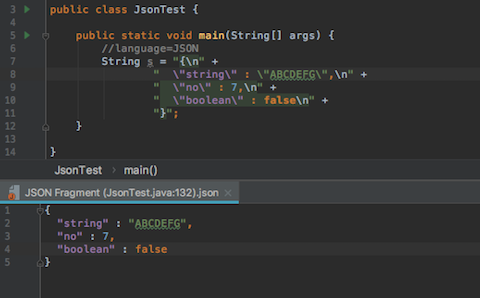 3 public class JsonTest {
4
5 public static void main(String[] args) {
6 //language=JSON
7 String s = "{\n" +
8 "  \"string\" : \"ABCDEFG\",\n" +
9 "  \"no\" : 7,\n" +
10 "  \"boolean\" : false\n" +
11 "}";
12 }
13
14 }
JsonTest › main()
JSON Fragment (JsonTest.java:132).json ×
1 {
2 "string" : "ABCDEFG",
3 "no" : 7,
4 "boolean" : false
5 }